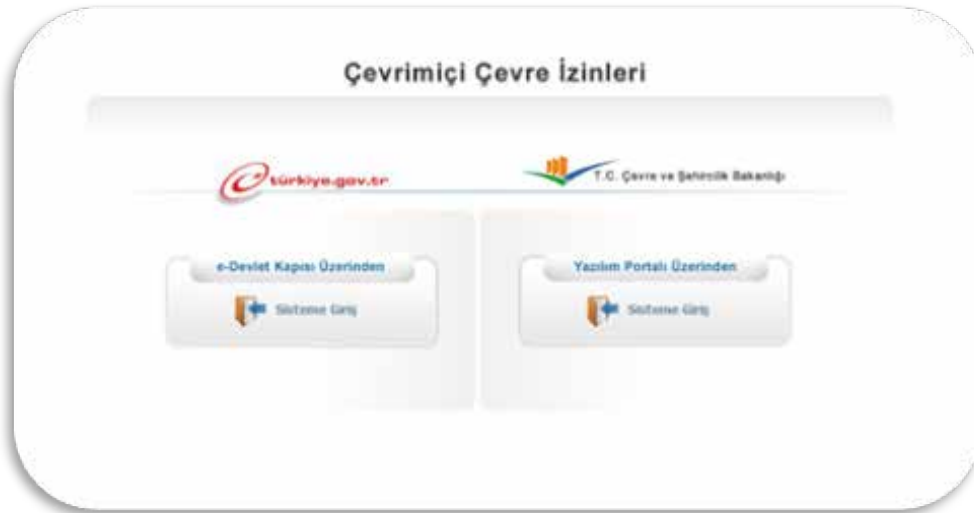 Çevrimiçi Çevre İzinleri
türkiye.gov.tr
T.C. Çevre ve Şehircilik Bakanlığı
e-Devlet Kapısı Üzerinden
Yazılım Portalı Üzerinden
Sisteme Giriş
Sisteme Giriş